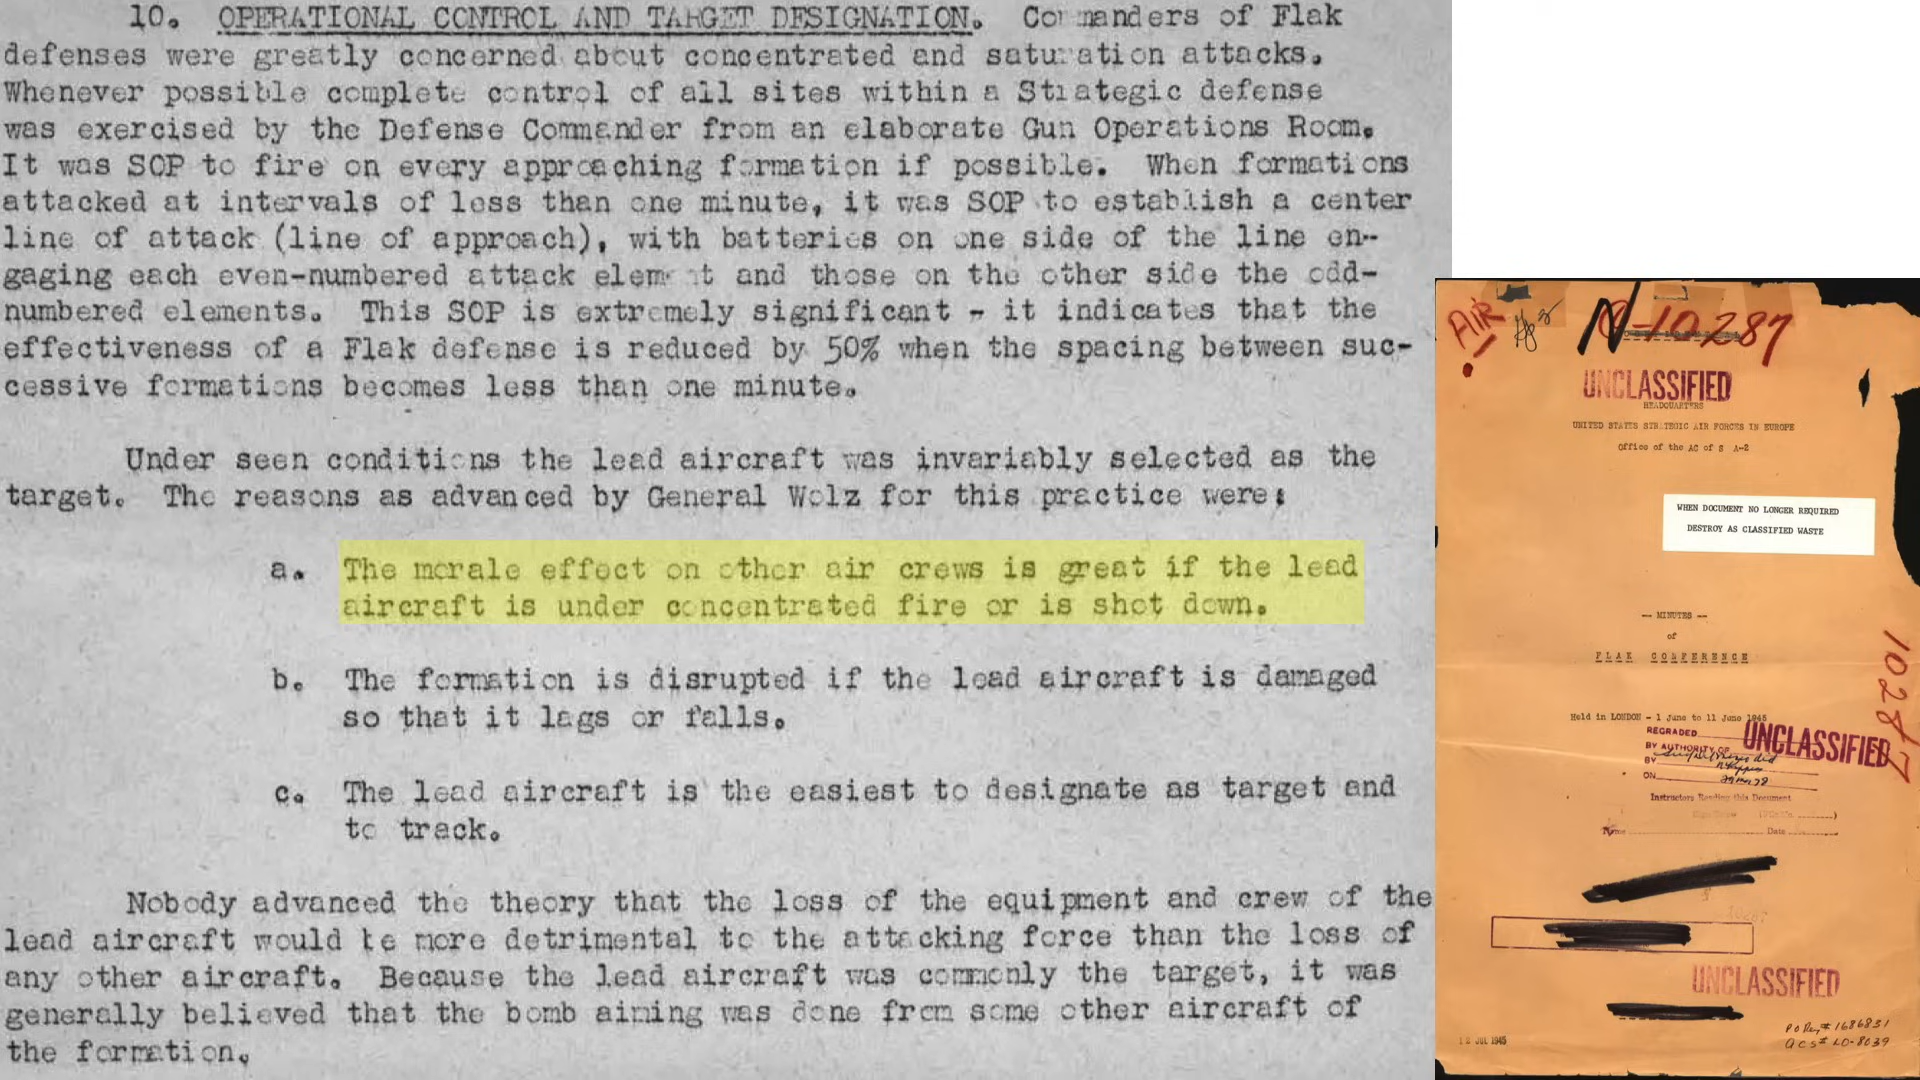 10. OPERATIONAL CONTROL AND TARGET DESIGNATION. Commanders of Flak
defenses were greatly concerned about concentrated and saturation attacks.
Whenever possible complete control of all sites within a Strategic defense
was exercised by the Defense Commander from an elaborate Gun Operations Room.
It was SOP to fire on every approaching formation if possible. When formations
attacked at intervals of less than one minute, it was SOP to establish a center
line of attack (line of approach), with batteries on one side of the line en-
gaging each even-numbered attack element and those on the other side the odd-
numbered elements. This SOP is extremely significant - it indicates that the
effectiveness of a Flak defense is reduced by 50% when the spacing between suc-
cessive formations becomes less than one minute.
Under seen conditions the lead aircraft was invariably selected as the
target. The reasons as advanced by General Wolz for this practice were:
a. The morale effect on other air crews is great if the lead
aircraft is under concentrated fire or is shot down.
b. The formation is disrupted if the lead aircraft is damaged
so that it lags or falls.
c. The lead aircraft is the easiest to designate as target and
to track.
Nobody advanced the theory that the loss of the equipment and crew of the
lead aircraft would be more detrimental to the attacking force than the loss of
any other aircraft. Because the lead aircraft was commonly the target, it was
generally believed that the bomb aiming was done from some other aircraft of
the formation.
AIR
N-10287
UNCLASSIFIED
HEADQUARTERS
UNITED STATES STRATEGIC AIR FORCES IN EUROPE
Office of the AC of S A-2
WHEN DOCUMENT NO LONGER REQUIRED
DESTROY AS CLASSIFIED WASTE
-- MINUTES --
of
FLAK CONFERENCE
10287
Held in LONDON - 1 June to 11 June 1945
REGRADED UNCLASSIFIED
BY AUTHORITY OF
BY
ON
Instructors Reading this Document
Name Date
UNCLASSIFIED
12 JUL 1945
P O Reg # 1686831
acs# LD-8039